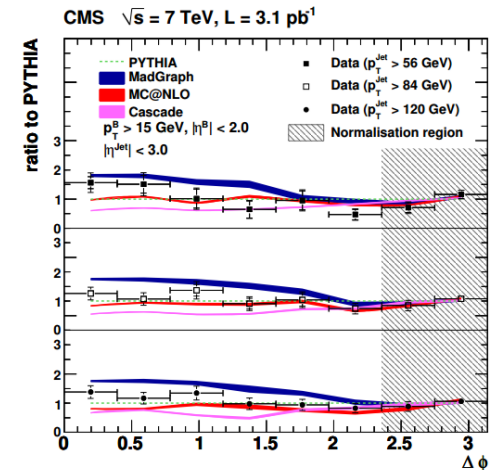 CMS √s = 7 TeV, L = 3.1 pb⁻¹
ratio to PYTHIA
PYTHIA
MadGraph
MC@NLO
Cascade
p_T^B > 15 GeV, |η^B| < 2.0
|η^Jet| < 3.0
Data (p_T^Jet > 56 GeV)
Data (p_T^Jet > 84 GeV)
Data (p_T^Jet > 120 GeV)
Normalisation region
3
2
1
0
2
1
0
2
1
0
0 0.5 1 1.5 2 2.5 3
Δ φ